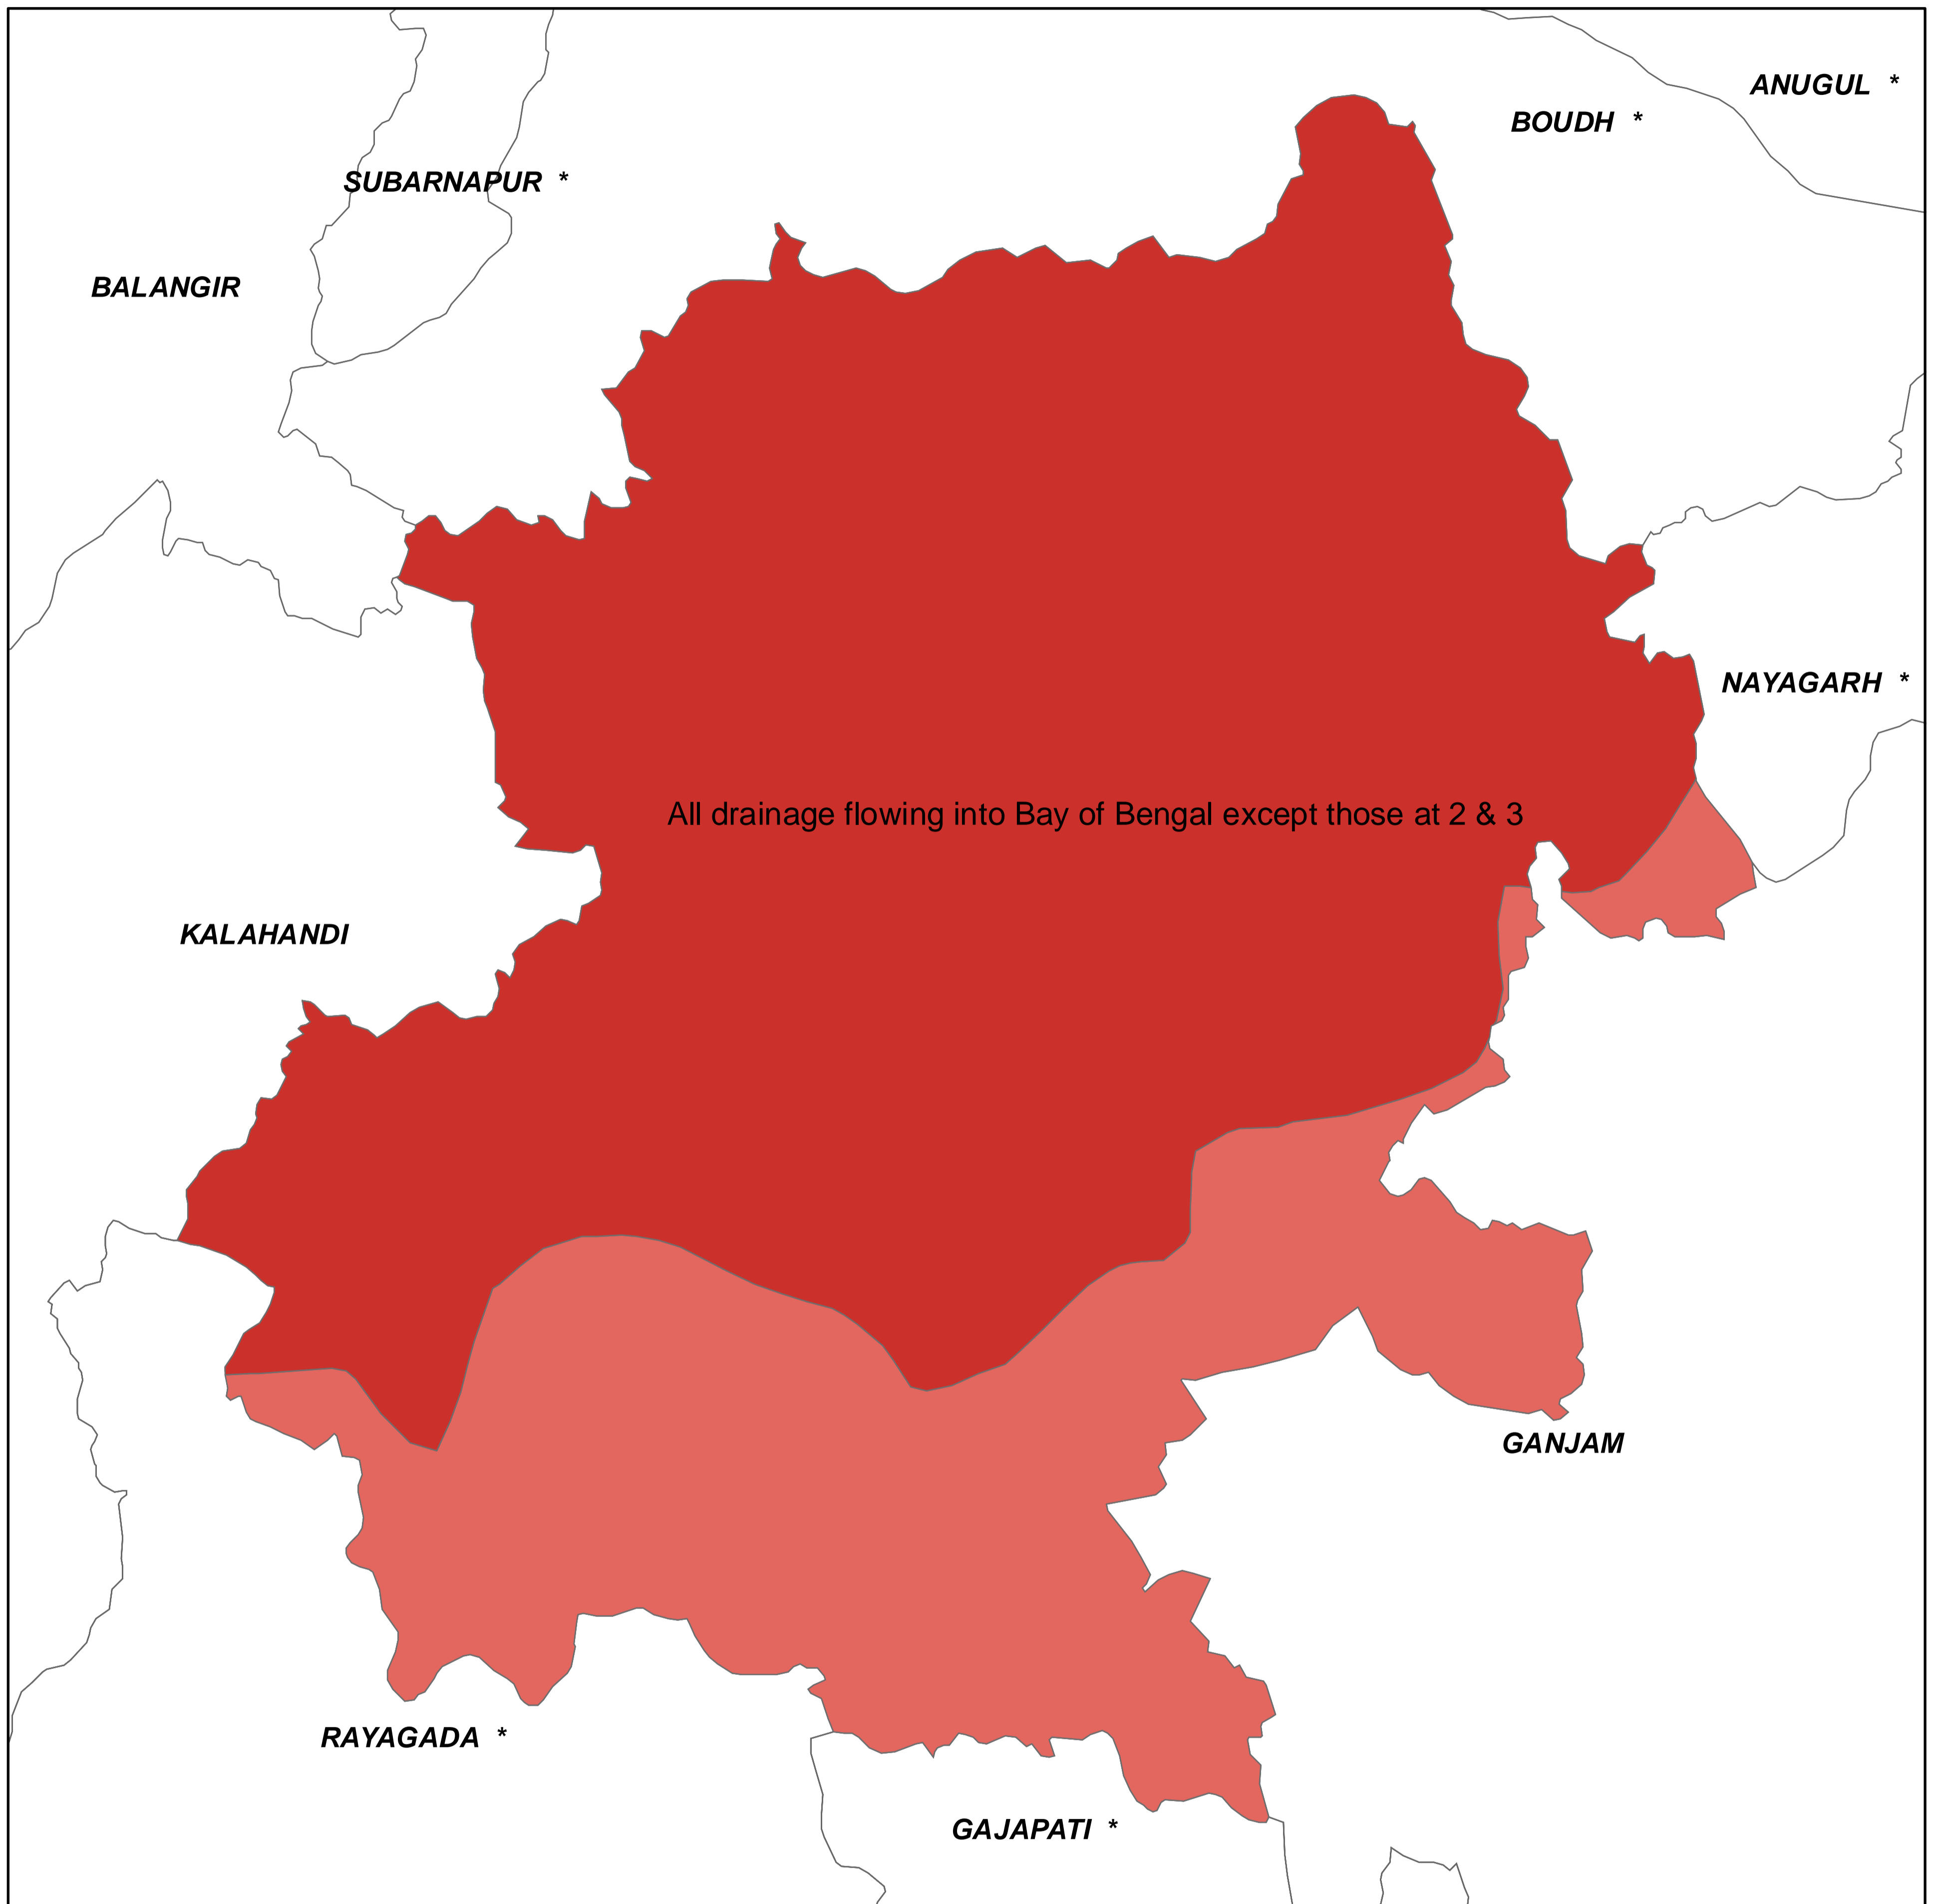 ANUGUL *
BOUDH *
SUBARNAPUR *
BALANGIR
NAYAGARH *
All drainage flowing into Bay of Bengal except those at 2 & 3
KALAHANDI
GANJAM
RAYAGADA *
GAJAPATI *